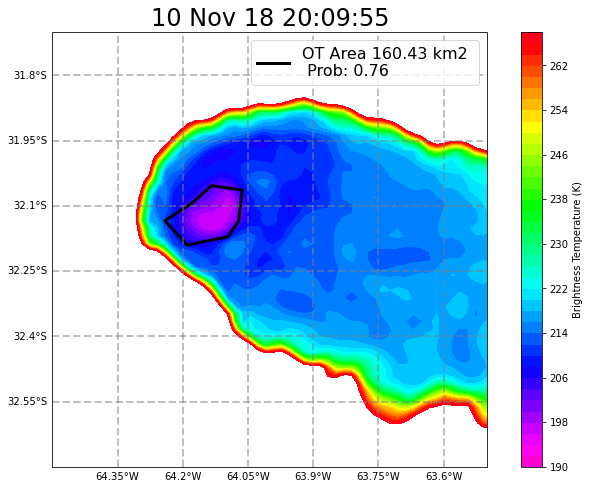 10 Nov 18 20:09:55
OT Area 160.43 km2
Prob: 0.76
31.8°S
31.95°S
32.1°S
32.25°S
32.4°S
32.55°S
64.35°W
64.2°W
64.05°W
63.9°W
63.75°W
63.6°W
262
254
246
238
230
222
214
206
198
190
Brightness Temperature (K)